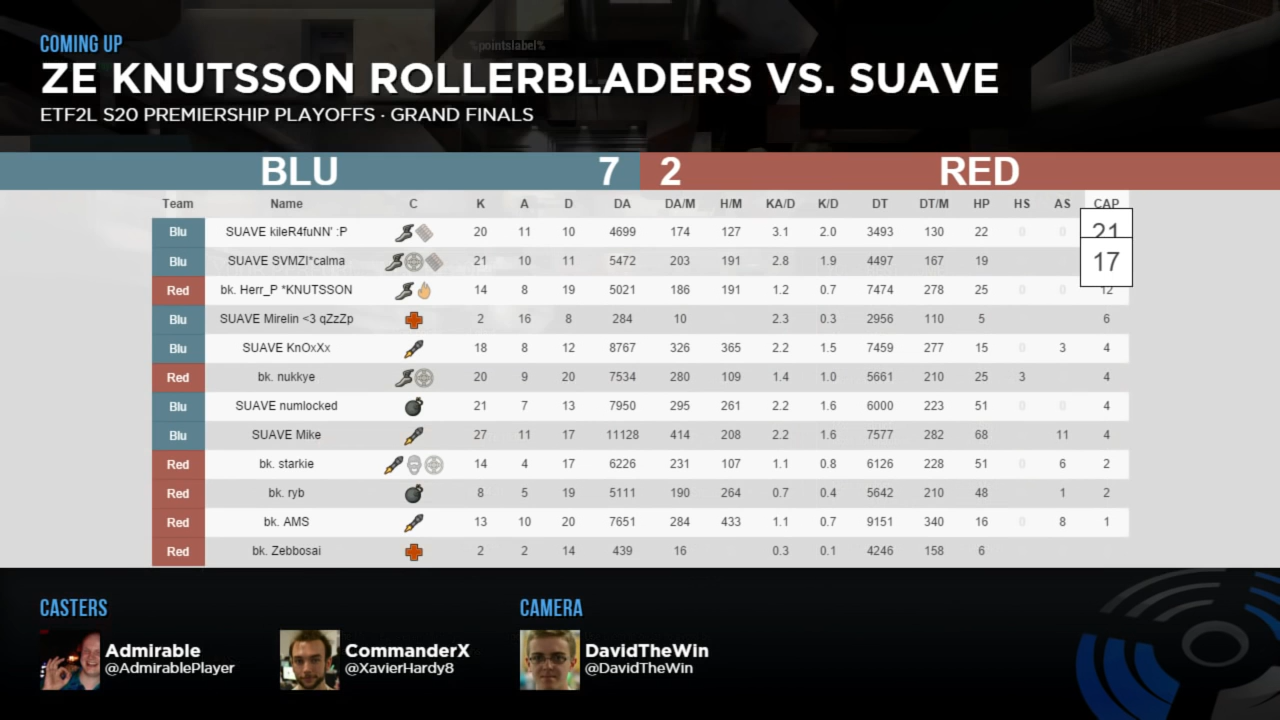 COMING UP
%pointslabel%
ZE KNUTSSON ROLLERBLADERS VS. SUAVE
ETF2L S20 PREMIERSHIP PLAYOFFS · GRAND FINALS
BLU 7 2 RED
Team Name C K A D DA DA/M H/M KA/D K/D DT DT/M HP HS AS CAP
Blu SUAVE kileR4fuNN' :P 20 11 10 4699 174 127 3.1 2.0 3493 130 22 0 0 21
Blu SUAVE SVMZI*calma 21 10 11 5472 203 191 2.8 1.9 4497 167 19 17
Red bk. Herr_P *KNUTSSON 14 8 19 5021 186 191 1.2 0.7 7474 278 25 0 0 12
Blu SUAVE Mirelin <3 qZzZp 2 16 8 284 10 2.3 0.3 2956 110 5 6
Blu SUAVE KnOxXx 18 8 12 8767 326 365 2.2 1.5 7459 277 15 0 3 4
Red bk. nukkye 20 9 20 7534 280 109 1.4 1.0 5661 210 25 3 4
Blu SUAVE numlocked 21 7 13 7950 295 261 2.2 1.6 6000 223 51 0 0 4
Blu SUAVE Mike 27 11 17 11128 414 208 2.2 1.6 7577 282 68 11 4
Red bk. starkie 14 4 17 6226 231 107 1.1 0.8 6126 228 51 0 6 2
Red bk. ryb 8 5 19 5111 190 264 0.7 0.4 5642 210 48 1 2
Red bk. AMS 13 10 20 7651 284 433 1.1 0.7 9151 340 16 0 8 1
Red bk. Zebbosai 2 2 14 439 16 0.3 0.1 4246 158 6
CASTERS CAMERA
Admirable CommanderX DavidTheWin
@AdmirablePlayer @XavierHardy8 @DavidTheWin